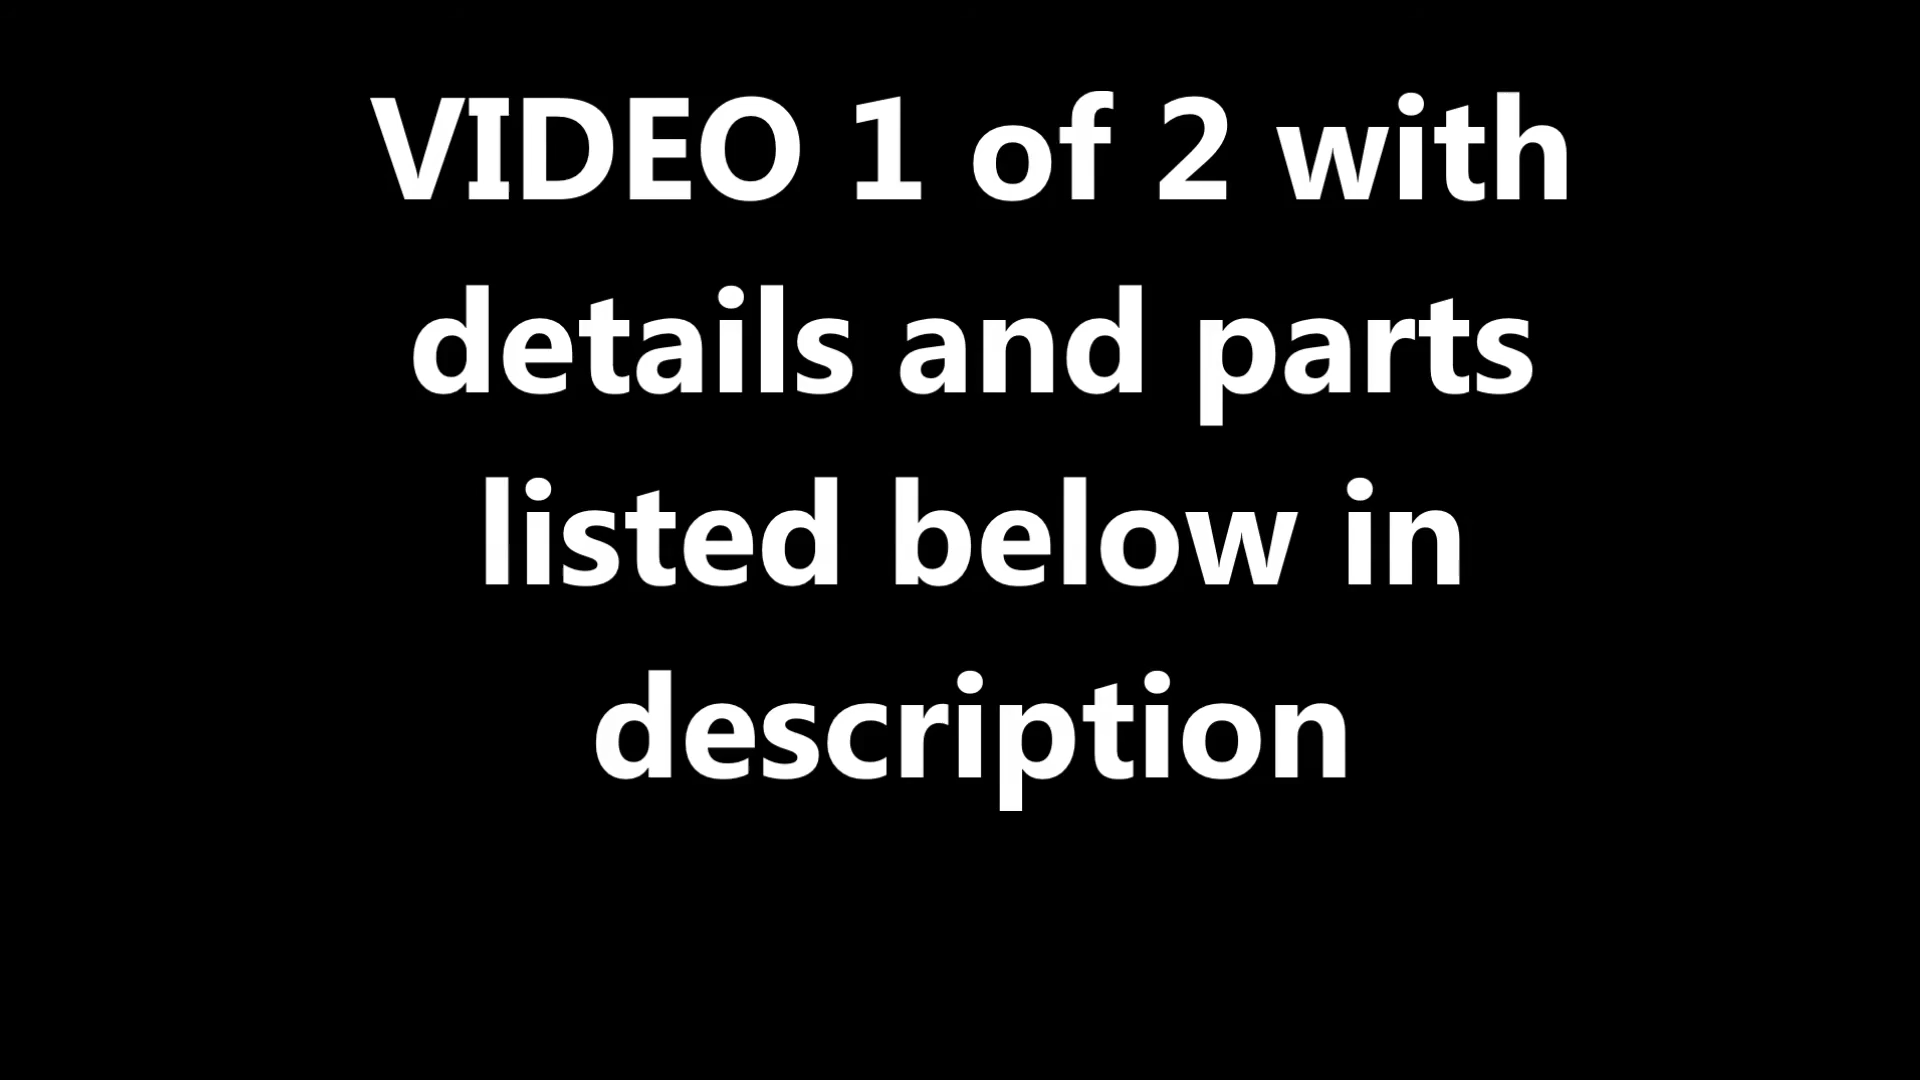 VIDEO 1 of 2 with
details and parts
listed below in
description